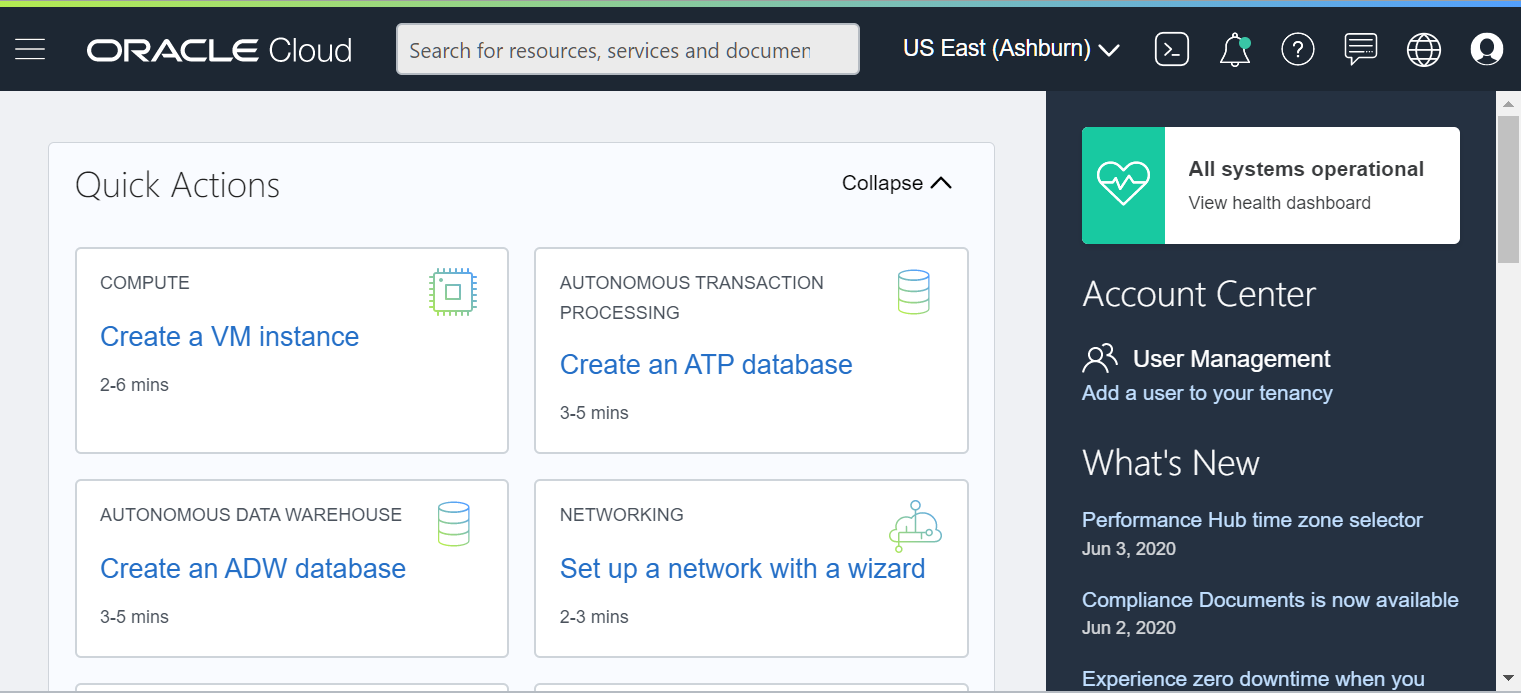 ORACLE Cloud
Search for resources, services and documen
US East (Ashburn)
Quick Actions
Collapse
COMPUTE
Create a VM instance
2-6 mins
AUTONOMOUS TRANSACTION
PROCESSING
Create an ATP database
3-5 mins
AUTONOMOUS DATA WAREHOUSE
Create an ADW database
3-5 mins
NETWORKING
Set up a network with a wizard
2-3 mins
All systems operational
View health dashboard
Account Center
User Management
Add a user to your tenancy
What's New
Performance Hub time zone selector
Jun 3, 2020
Compliance Documents is now available
Jun 2, 2020
Experience zero downtime when you